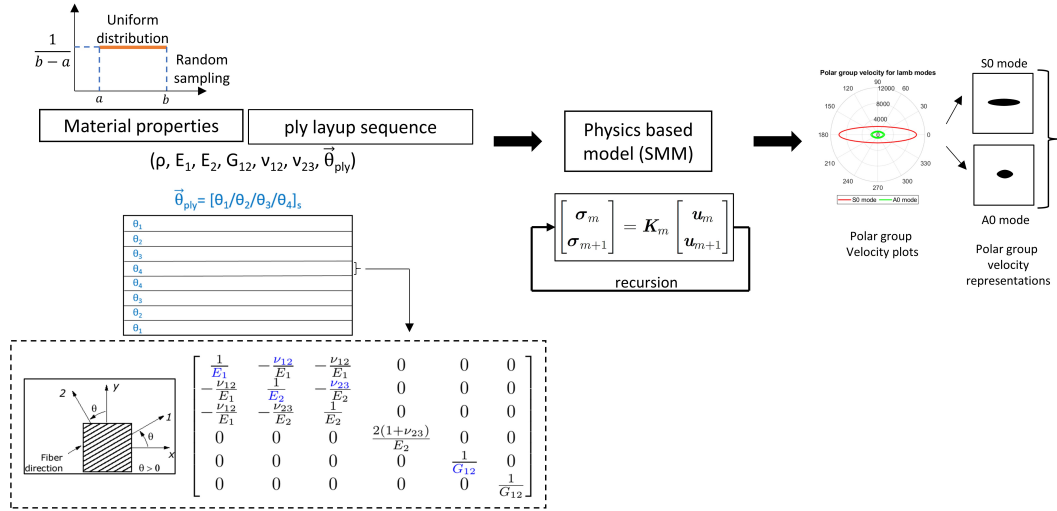 Uniform
distribution
1
b − a
Random
sampling
a b
Material properties
ply layup sequence
(ρ, E1, E2, G12, ν12, ν23, θ⃗ply)
θ⃗ply= [θ1/θ2/θ3/θ4]s
θ1
θ2
θ3
θ4
θ4
θ3
θ2
θ1
2 y
θ 1
θ
x
Fiber
direction
θ > 0
1/E1 −ν12/E1 −ν12/E1 0 0 0
−ν12/E1 1/E2 −ν23/E2 0 0 0
−ν12/E1 −ν23/E2 1/E2 0 0 0
0 0 0 2(1+ν23)/E2 0 0
0 0 0 0 1/G12 0
0 0 0 0 0 1/G12
Physics based
model (SMM)
[σm σm+1] = Km [um um+1]
recursion
Polar group velocity for lamb modes
90
120 12000 60
150 8000 30
4000
180 0
210 330
240 300
270
S0 mode A0 mode
Polar group
Velocity plots
S0 mode
A0 mode
Polar group
velocity
representations